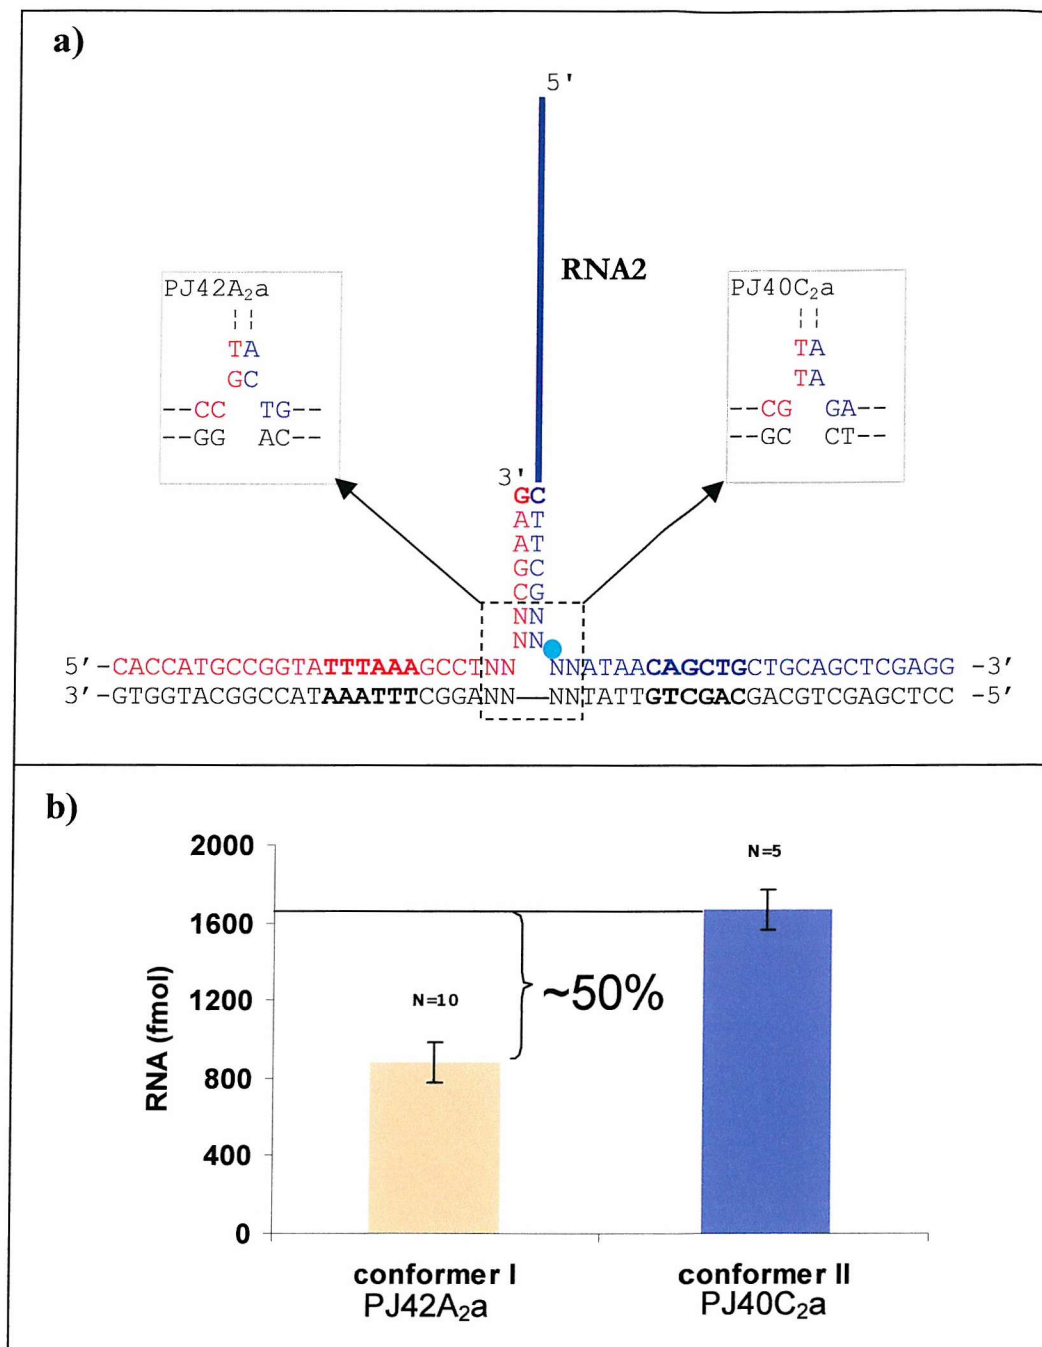 a)
5'
RNA2
PJ42A₂a
TA
GC
--CC TG--
--GG AC--
PJ40C₂a
TA
TA
--CG GA--
--GC CT--
3'
GC
AT
AT
GC
CG
NN
NN
5'-CACCATGCCGGTATTTAAAGCCTNN NNATAACAGCTGCTGCAGCTCGAGG -3'
3'-GTGGTACGGCCATAAATTTCGGANN—NNTATTGTCGACGACGTCGAGCTCC -5'
b)
2000
1600
1200
800
400
0
RNA (fmol)
N=10
N=5
~50%
conformer I
PJ42A₂a
conformer II
PJ40C₂a